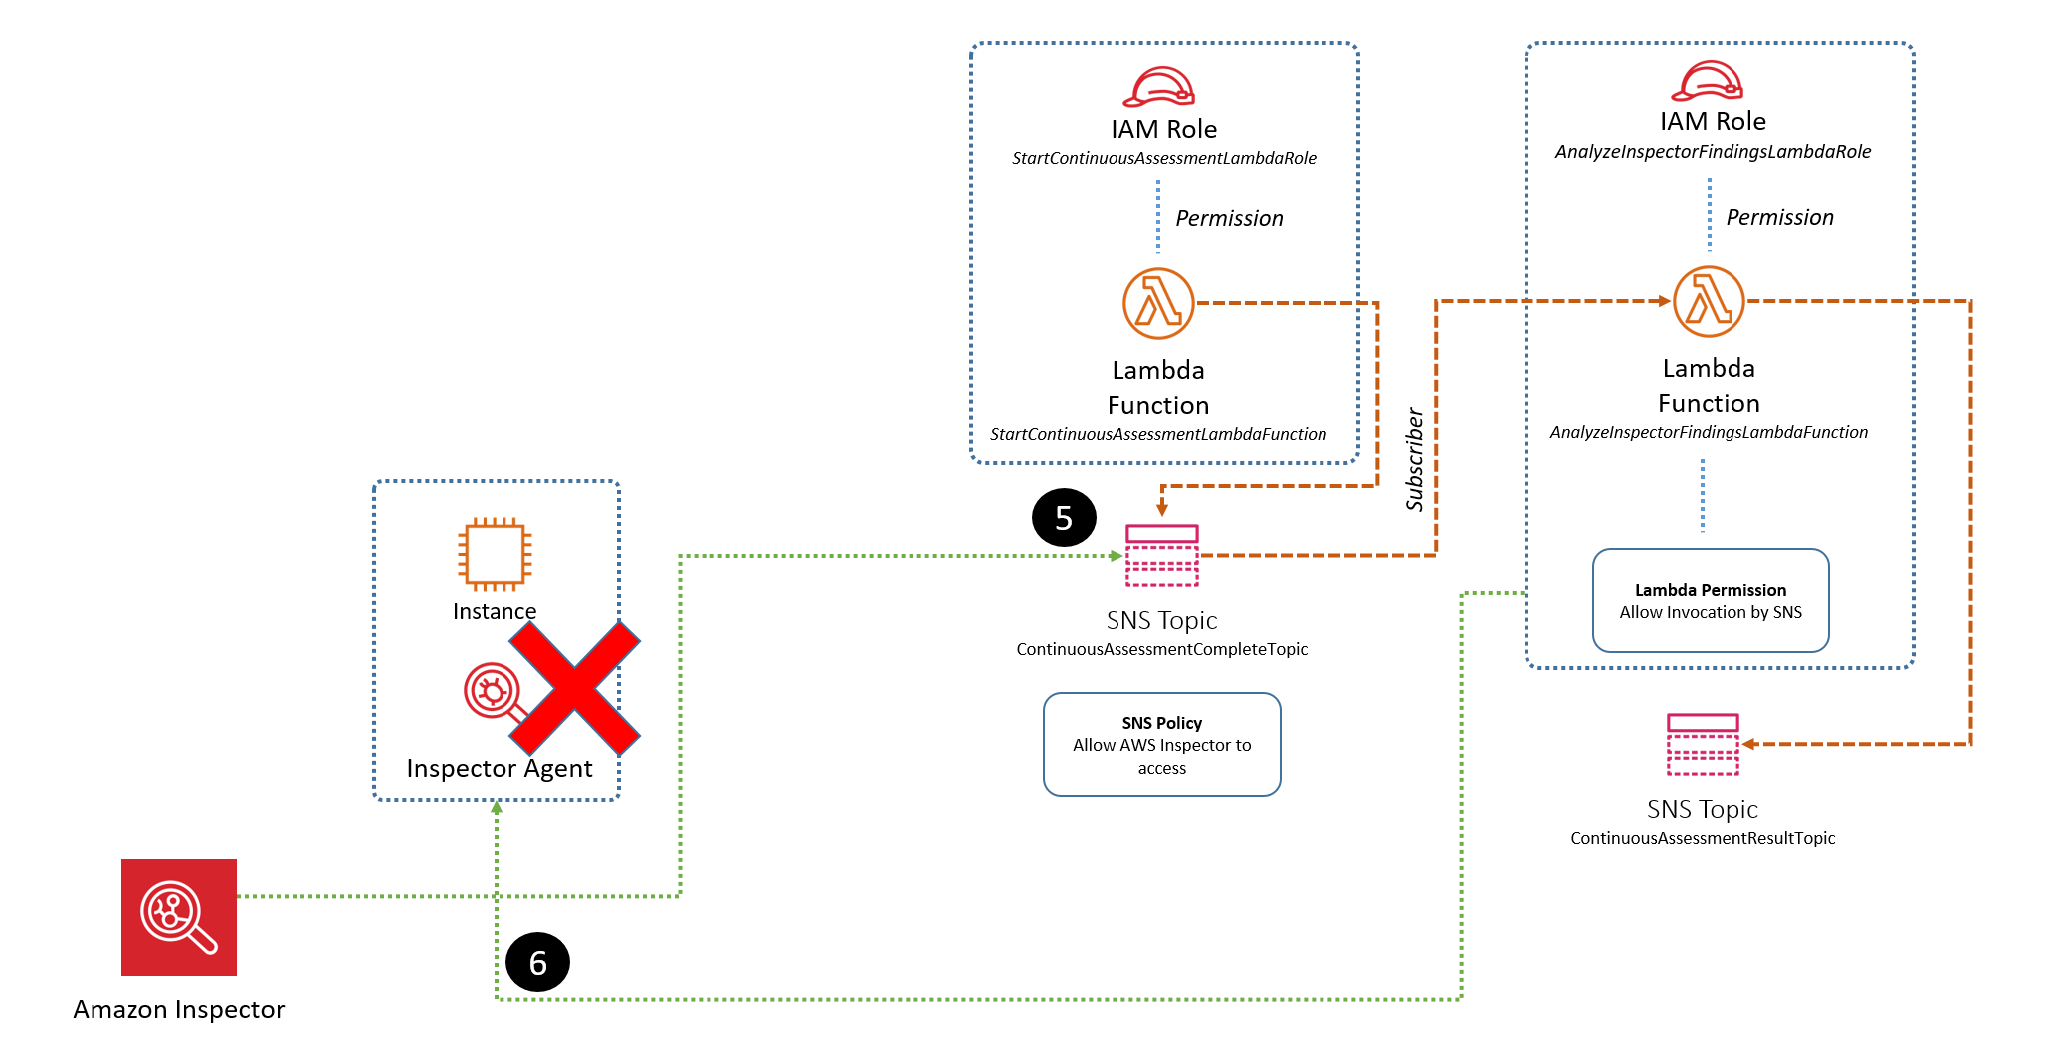 IAM Role
StartContinuousAssessmentLambdaRole
Permission
Lambda
Function
StartContinuousAssessmentLambdaFunction
IAM Role
AnalyzeInspectorFindingsLambdaRole
Permission
Lambda
Function
AnalyzeInspectorFindingsLambdaFunction
Subscriber
Lambda Permission
Allow Invocation by SNS
5
Instance
Inspector Agent
SNS Topic
ContinuousAssessmentCompleteTopic
SNS Policy
Allow AWS Inspector to
access
SNS Topic
ContinuousAssessmentResultTopic
6
Amazon Inspector